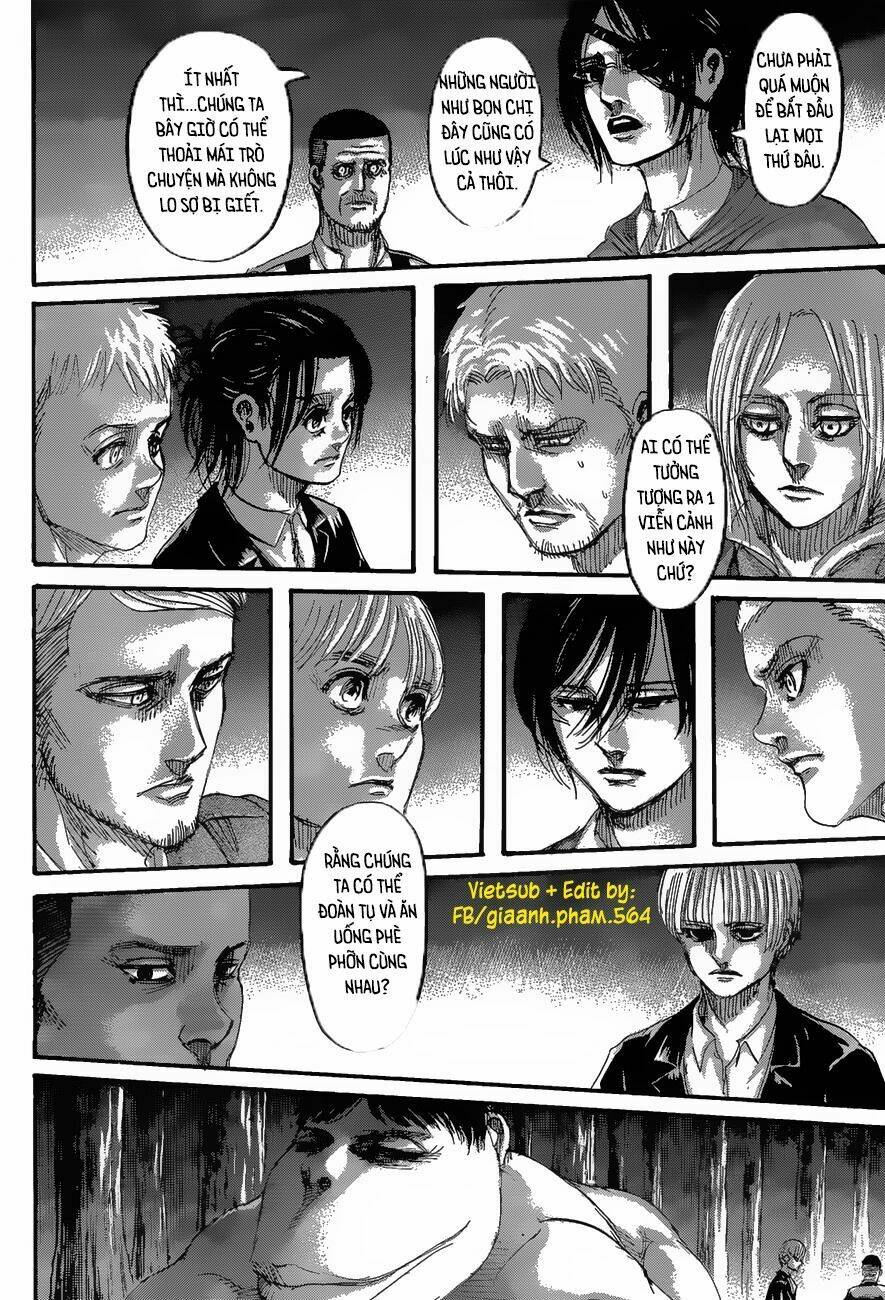 CHƯA PHẢI
QUÁ MUỘN
ĐỂ BẮT ĐẦU
LẠI MỌI
THỨ ĐÂU.
NHỮNG NGƯỜI
NHƯ BỌN CHỊ
ĐÂY CŨNG CÓ
LÚC NHƯ VẬY
CẢ THÔI.
ÍT NHẤT
THÌ...CHÚNG TA
BÂY GIỜ CÓ THỂ
THOẢI MÁI TRÒ
CHUYỆN MÀ KHÔNG
LO SỢ BỊ GIẾT.
AI CÓ THỂ
TƯỞNG
TƯỢNG RA 1
VIỄN CẢNH
NHƯ NÀY
CHỨ?
RẰNG CHÚNG
TA CÓ THỂ
ĐOÀN TỤ VÀ ĂN
UỐNG PHÈ
PHỠN CÙNG
NHAU?
Vietsub + Edit by:
FB/giaanh.pham.564